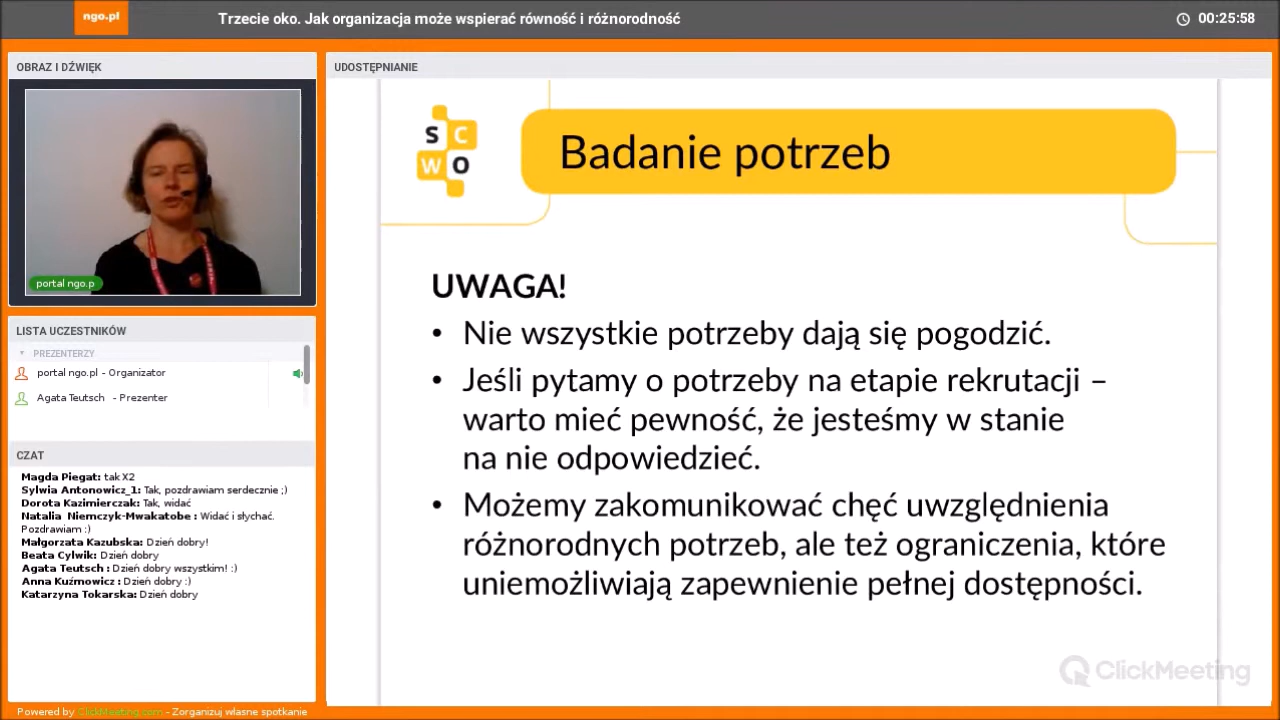 ngo.pl
Trzecie oko. Jak organizacja może wspierać równość i różnorodność
00:25:58
OBRAZ I DŹWIĘK
portal ngo.p
LISTA UCZESTNIKÓW
PREZENTERZY
portal ngo.pl - Organizator
Agata Teutsch - Prezenter
CZAT
Magda Piegat: tak X2
Sylwia Antonowicz_1: Tak, pozdrawiam serdecznie ;)
Dorota Kazimierczak: Tak, widać
Natalia Niemczyk-Mwakatobe : Widać i słychać.
Pozdrawiam :)
Małgorzata Kazubska: Dzień dobry!
Beata Cylwik: Dzień dobry
Agata Teutsch : Dzień dobry wszystkim! :)
Anna Kuźmowicz : Dzień dobry :)
Katarzyna Tokarska: Dzień dobry
Powered by ClickMeeting.com - Zorganizuj własne spotkanie
UDOSTĘPNIANIE
S C
W O
Badanie potrzeb
UWAGA!
• Nie wszystkie potrzeby dają się pogodzić.
• Jeśli pytamy o potrzeby na etapie rekrutacji –
warto mieć pewność, że jesteśmy w stanie
na nie odpowiedzieć.
• Możemy zakomunikować chęć uwzględnienia
różnorodnych potrzeb, ale też ograniczenia, które
uniemożliwiają zapewnienie pełnej dostępności.
ClickMeeting